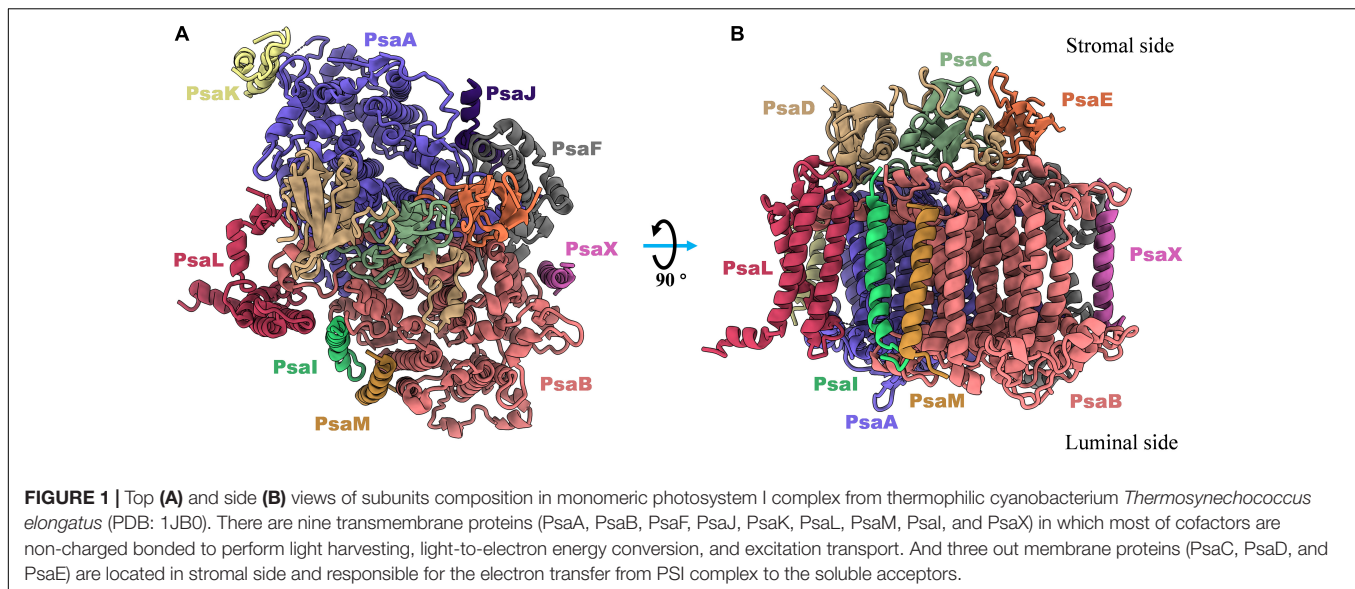 A
PsaA
PsaK
PsaJ
PsaF
PsaX
PsaL
PsaI
PsaB
PsaM
90 °
B
Stromal side
PsaC
PsaD
PsaE
PsaL
PsaX
PsaI
PsaM
PsaB
PsaA
Luminal side
FIGURE 1 | Top (A) and side (B) views of subunits composition in monomeric photosystem I complex from thermophilic cyanobacterium Thermosynechococcus
elongatus (PDB: 1JB0). There are nine transmembrane proteins (PsaA, PsaB, PsaF, PsaJ, PsaK, PsaL, PsaM, PsaI, and PsaX) in which most of cofactors are
non-charged bonded to perform light harvesting, light-to-electron energy conversion, and excitation transport. And three out membrane proteins (PsaC, PsaD, and
PsaE) are located in stromal side and responsible for the electron transfer from PSI complex to the soluble acceptors.